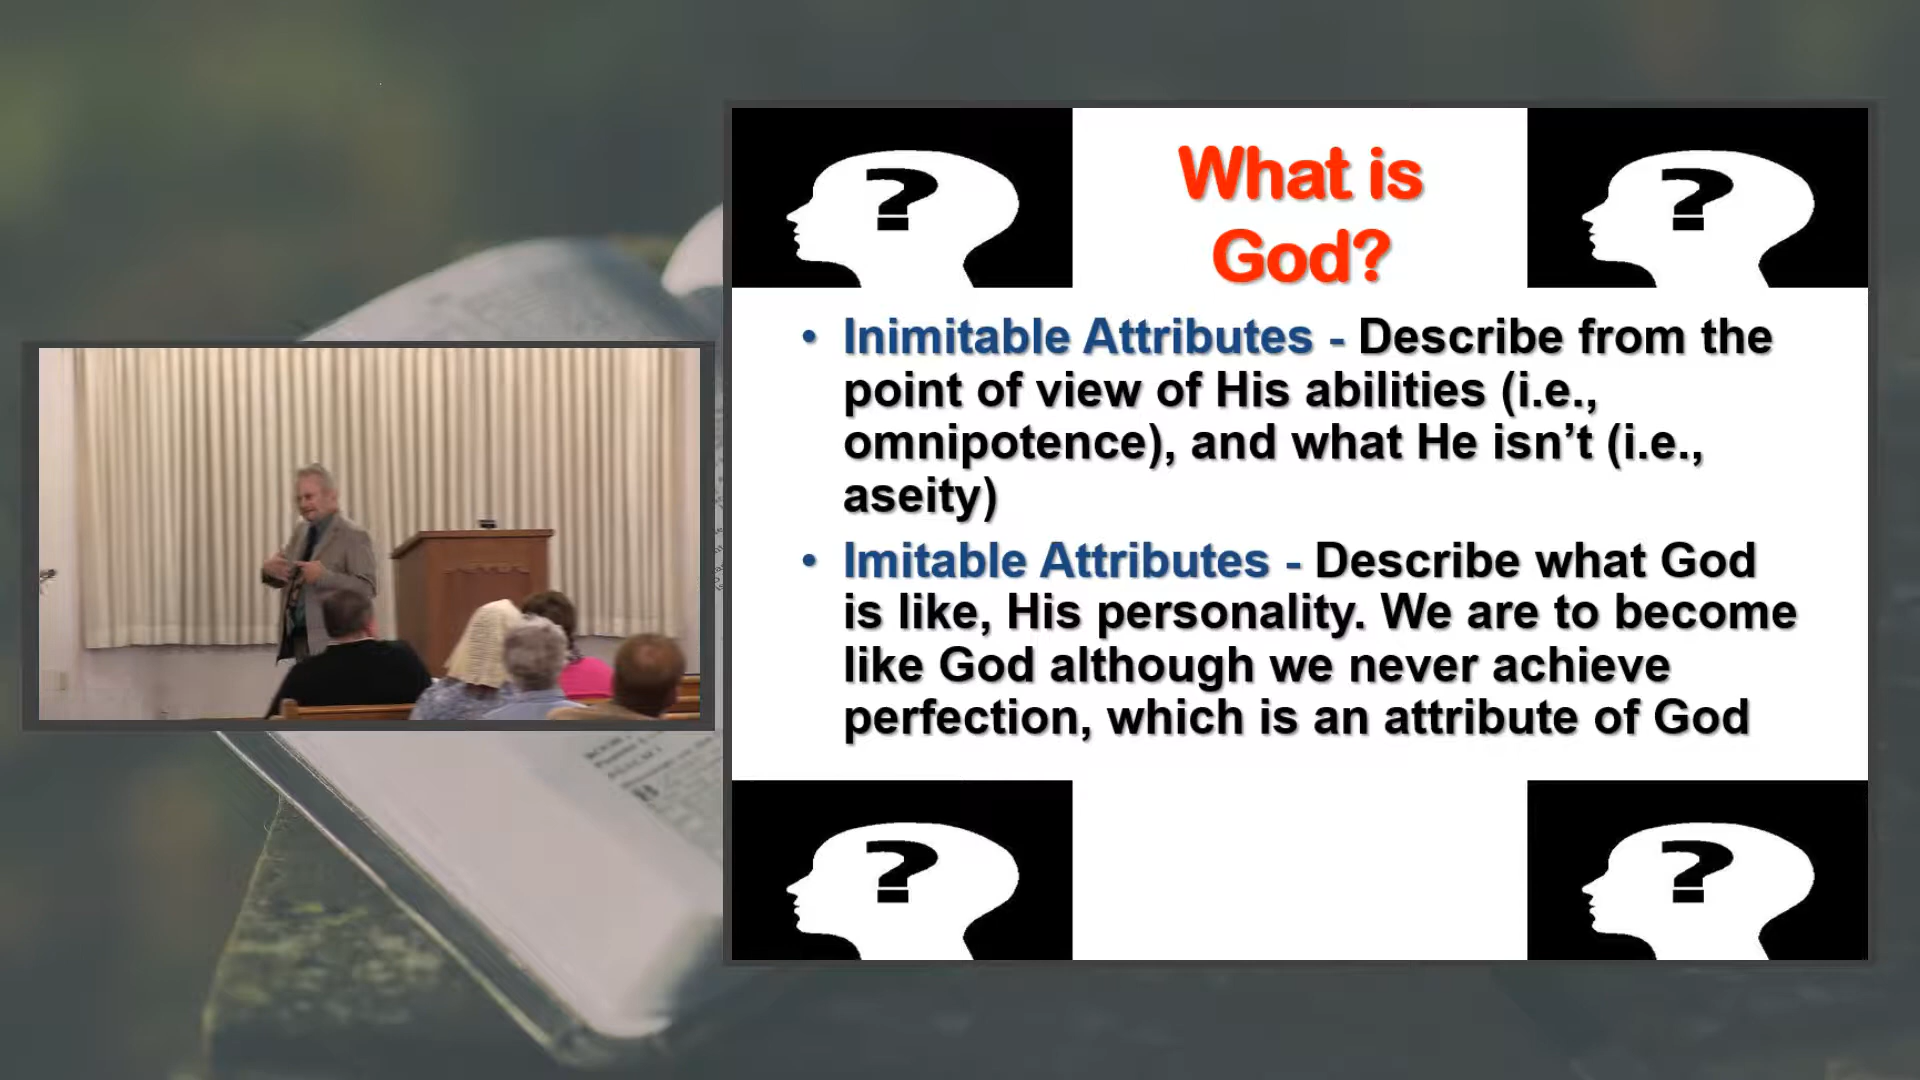 What is
God?
• Inimitable Attributes - Describe from the
point of view of His abilities (i.e.,
omnipotence), and what He isn’t (i.e.,
aseity)
• Imitable Attributes - Describe what God
is like, His personality. We are to become
like God although we never achieve
perfection, which is an attribute of God
?
?
?
?